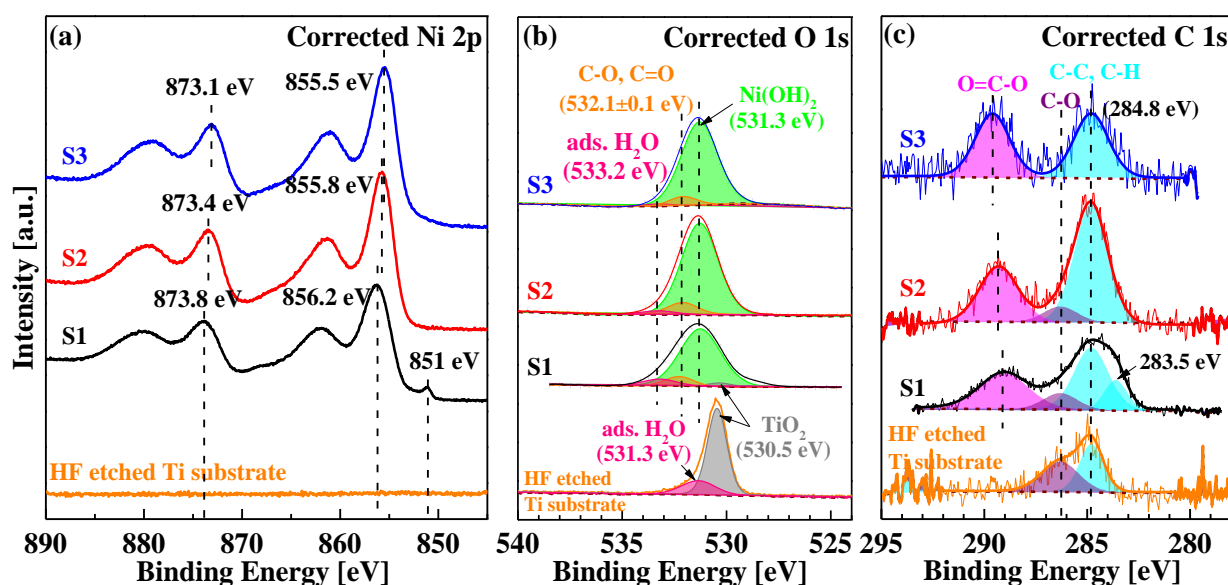 (a)
Corrected Ni 2p
873.1 eV
855.5 eV
S3
873.4 eV
855.8 eV
S2
873.8 eV
856.2 eV
S1
851 eV
HF etched Ti substrate
890
880
870
860
850
Binding Energy [eV]
Intensity [a.u.]
(b)
Corrected O 1s
C-O, C=O
(532.1±0.1 eV)
Ni(OH)2
(531.3 eV)
ads. H2O
(533.2 eV)
S3
S2
S1
TiO2
(530.5 eV)
ads. H2O
(531.3 eV)
HF etched
Ti substrate
540
535
530
525
Binding Energy [eV]
(c)
Corrected C 1s
O=C-O
C-C, C-H
C-O
(284.8 eV)
S3
S2
283.5 eV
S1
HF etched
Ti substrate
295
290
285
280
Binding Energy [eV]